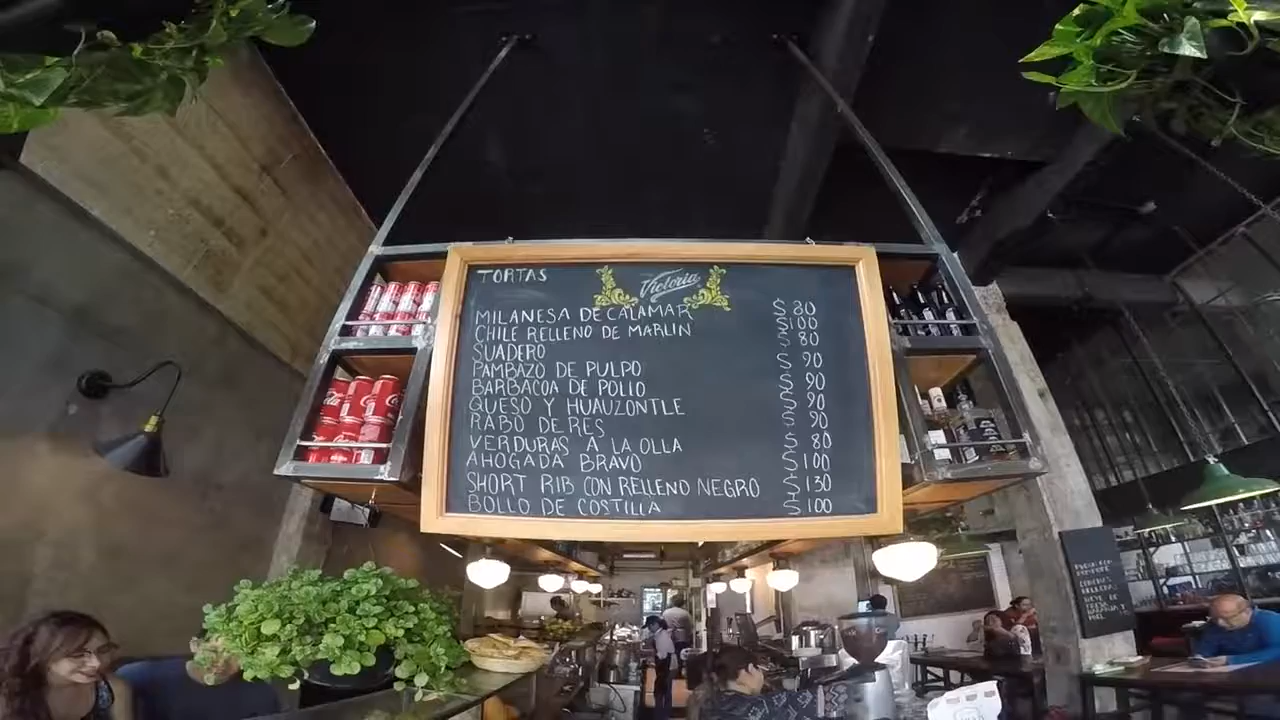 TORTAS
Victoria
MILANESA DE CALAMAR $80
CHILE RELLENO DE MARLIN $100
SUADERO $80
PAMBAZO DE PULPO $90
BARBACOA DE POLLO $90
QUESO Y HUAUZONTLE $90
RABO DE RES $90
VERDURAS A LA OLLA $80
AHOGADA BRAVO $100
SHORT RIB CON RELLENO NEGRO $130
BOLLO DE COSTILLA $100